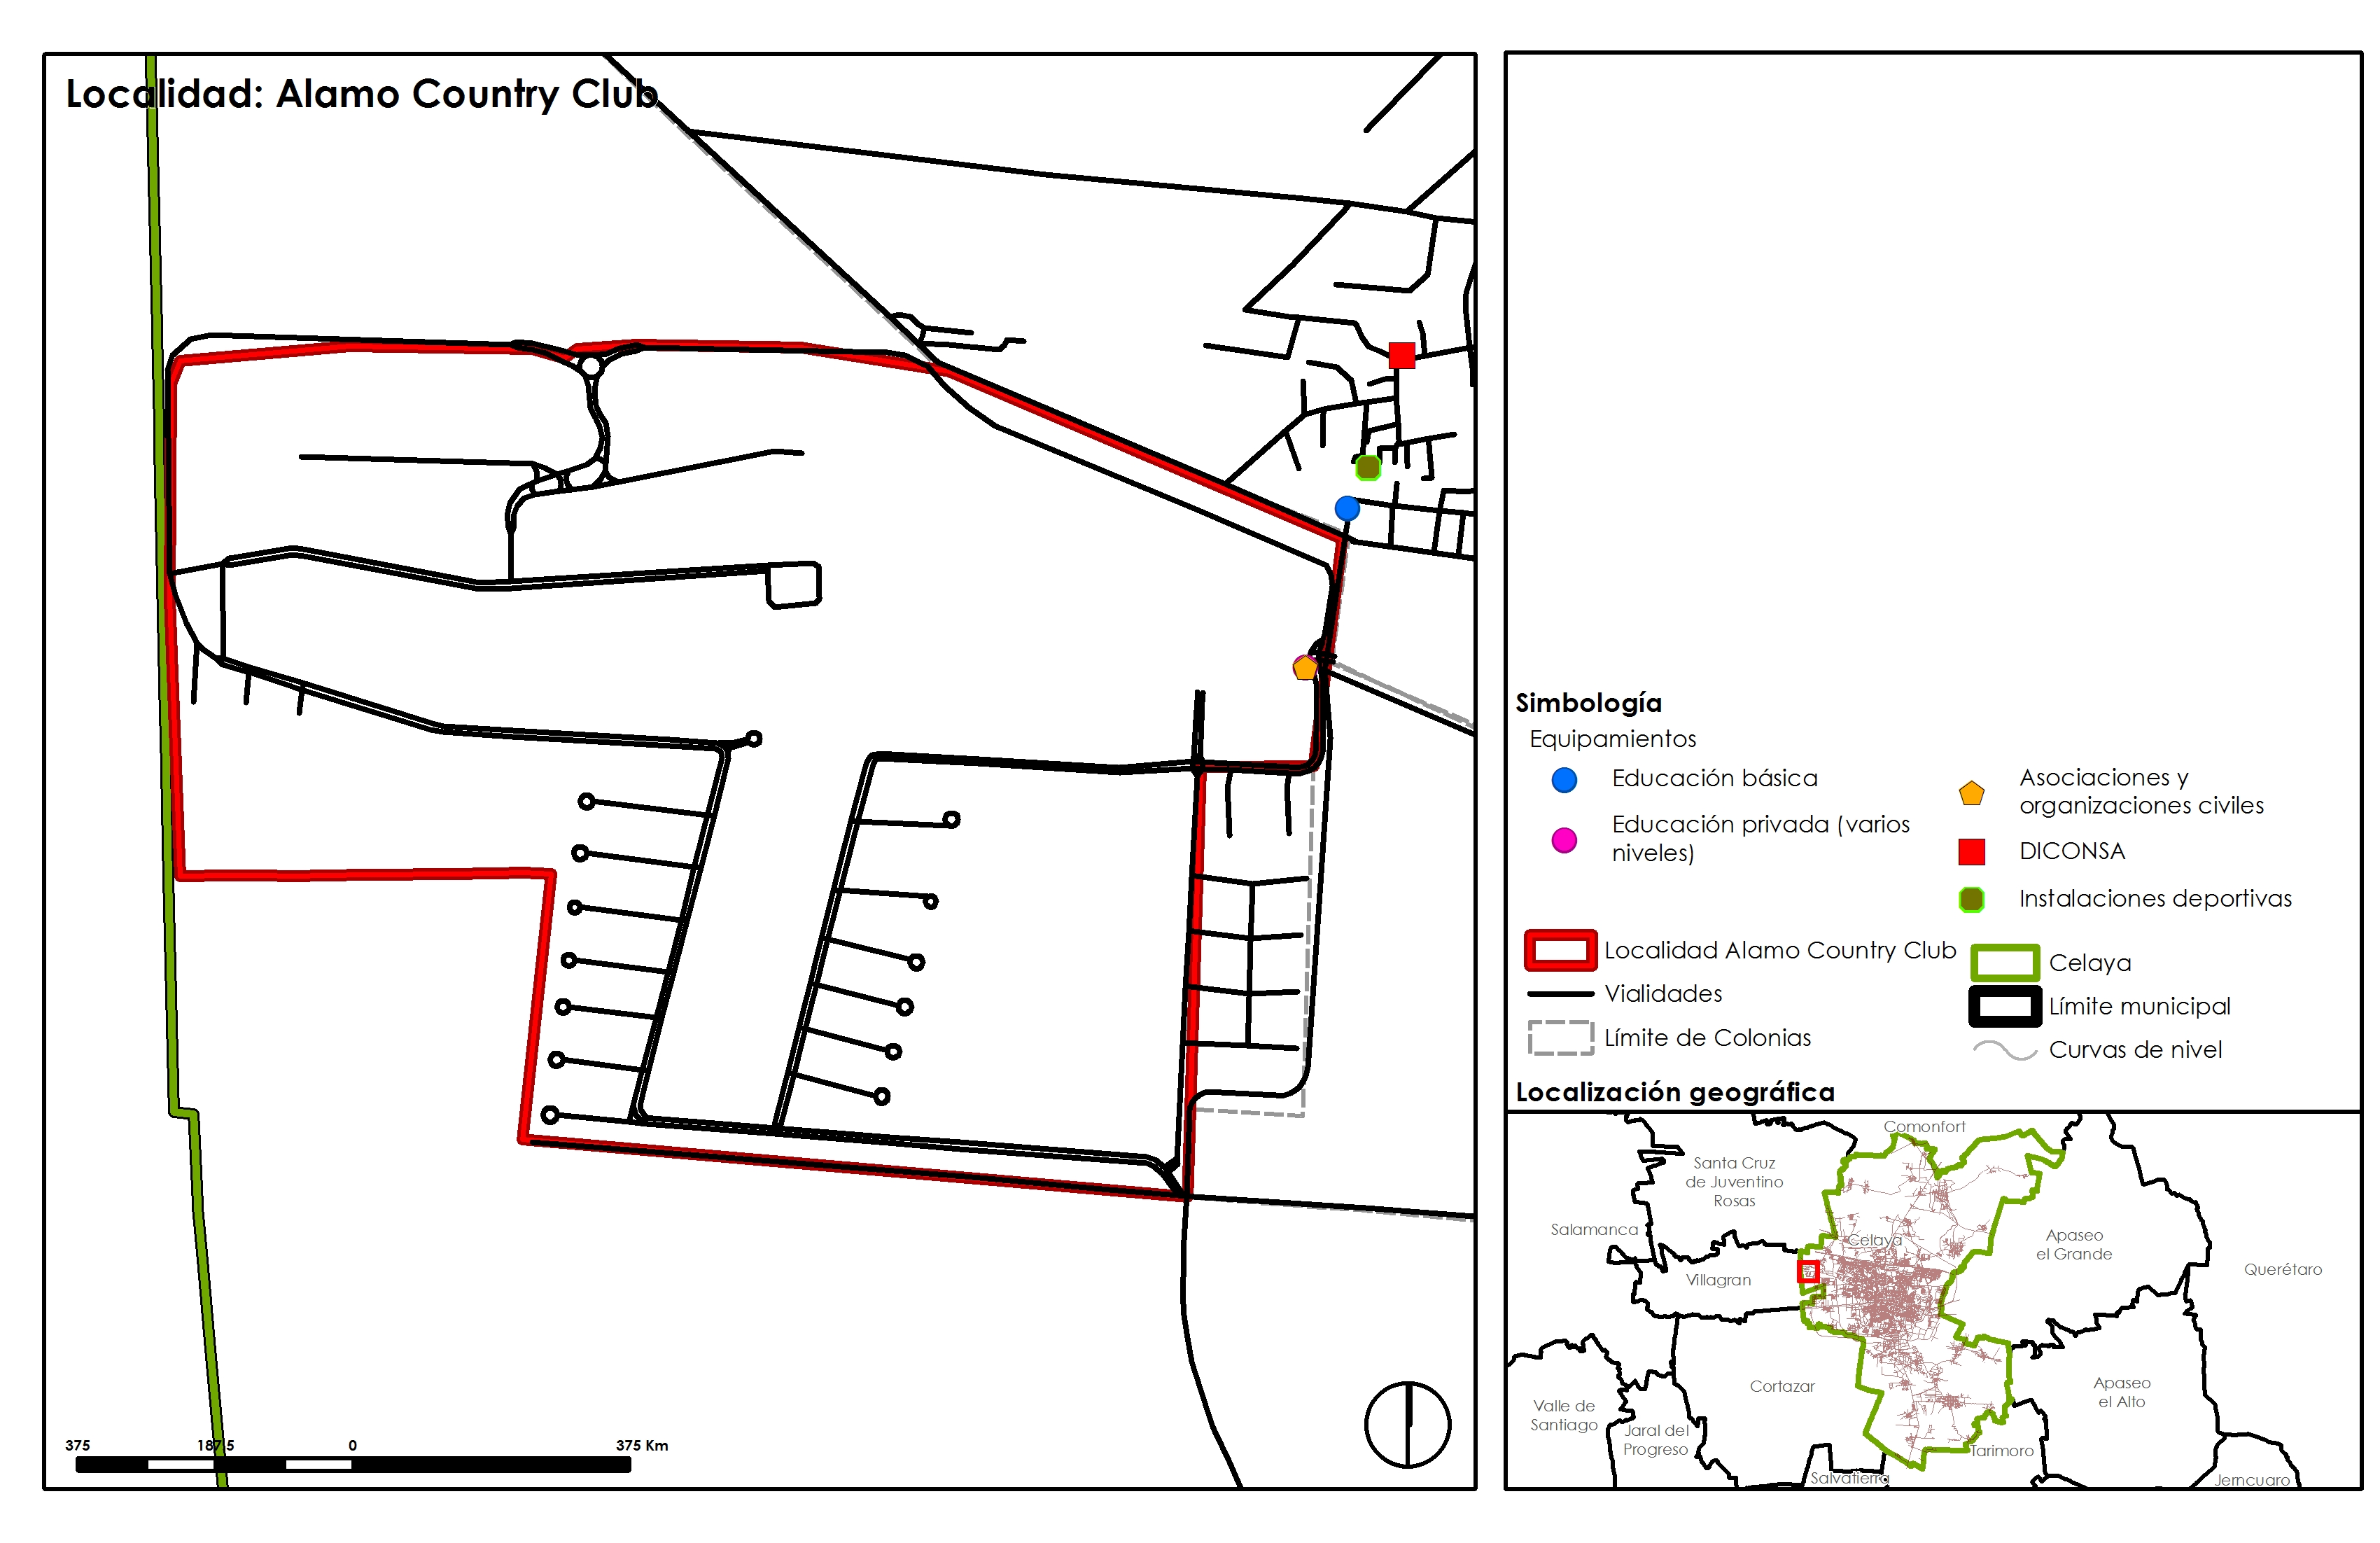 Localidad: Alamo Country Club
375
187.5
0
375 Km
Simbología
Equipamientos
Educación básica
Educación privada (varios
niveles)
Asociaciones y
organizaciones civiles
DICONSA
Instalaciones deportivas
Localidad Alamo Country Club
Vialidades
Límite de Colonias
Celaya
Límite municipal
Curvas de nivel
Localización geográfica
Comonfort
Santa Cruz
de Juventino
Rosas
Salamanca
Celaya
Apaseo
el Grande
Querétaro
Villagran
Cortazar
Apaseo
el Alto
Valle de
Santiago
Jaral del
Progreso
Tarimoro
Salvatierra
Jerncuaro